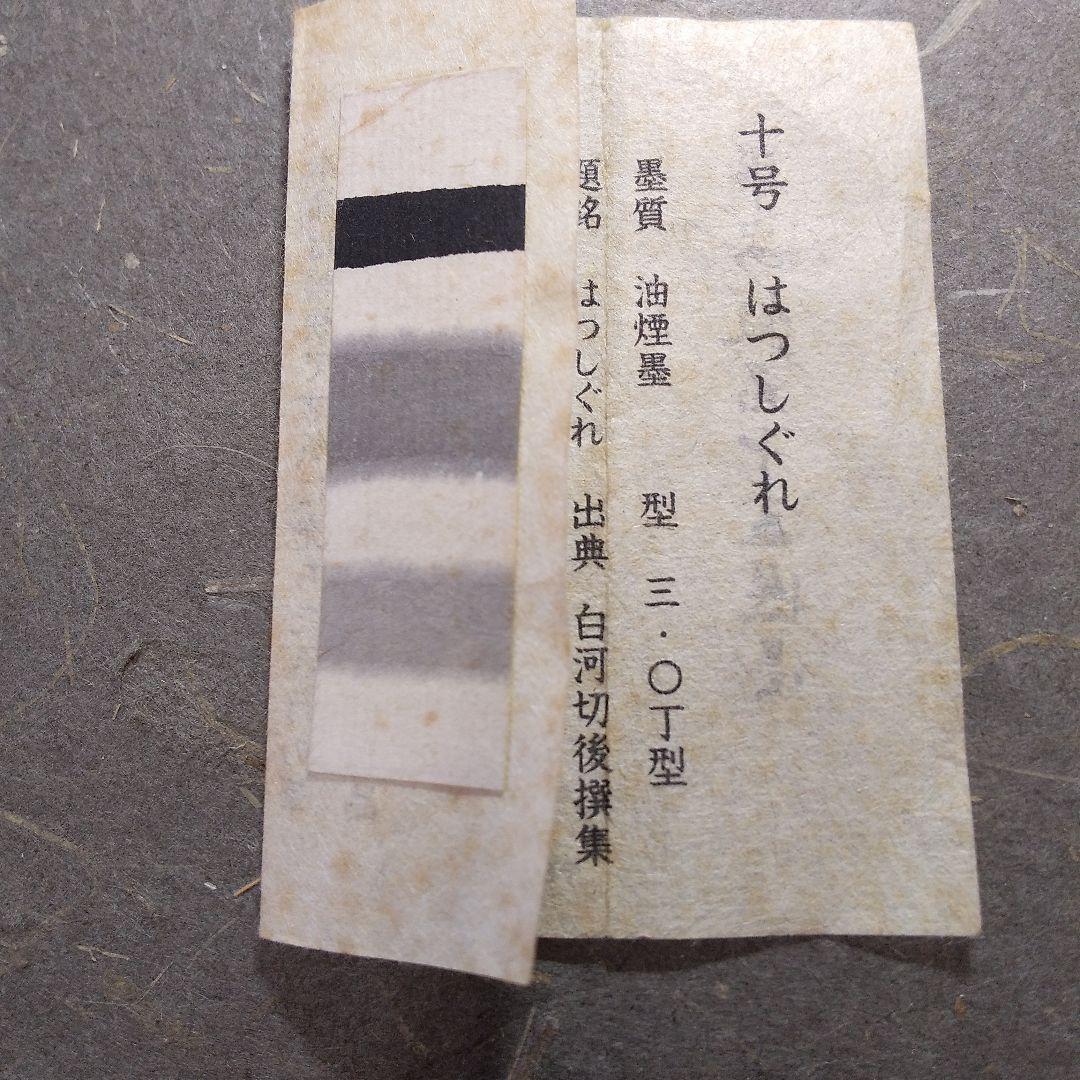 十号 はつしぐれ
墨質 油煙墨 型 三・〇丁型
題銘 はつしぐれ 出典 白河切後撰集